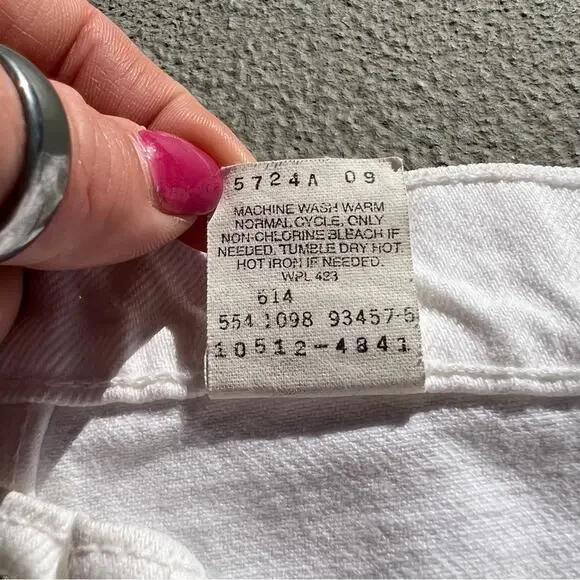 5724A 09
MACHINE WASH WARM
NORMAL CYCLE, ONLY
NON-CHLORINE BLEACH IF
NEEDED. TUMBLE DRY HOT
HOT IRON IF NEEDED.
WPL 423
614
554 1098 93457-5
10512-4841